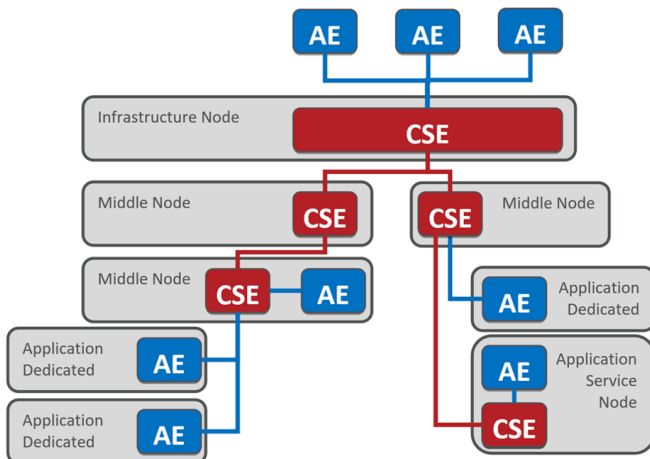 AE
AE
AE
Infrastructure Node
CSE
Middle Node
CSE
CSE
Middle Node
Middle Node
CSE
AE
AE
Application
Dedicated
Application
Dedicated
AE
AE
Application
Service
Node
CSE
Application
Dedicated
AE